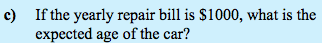 c) If the yearly repair bill is $1000, what is the
expected age of the car?